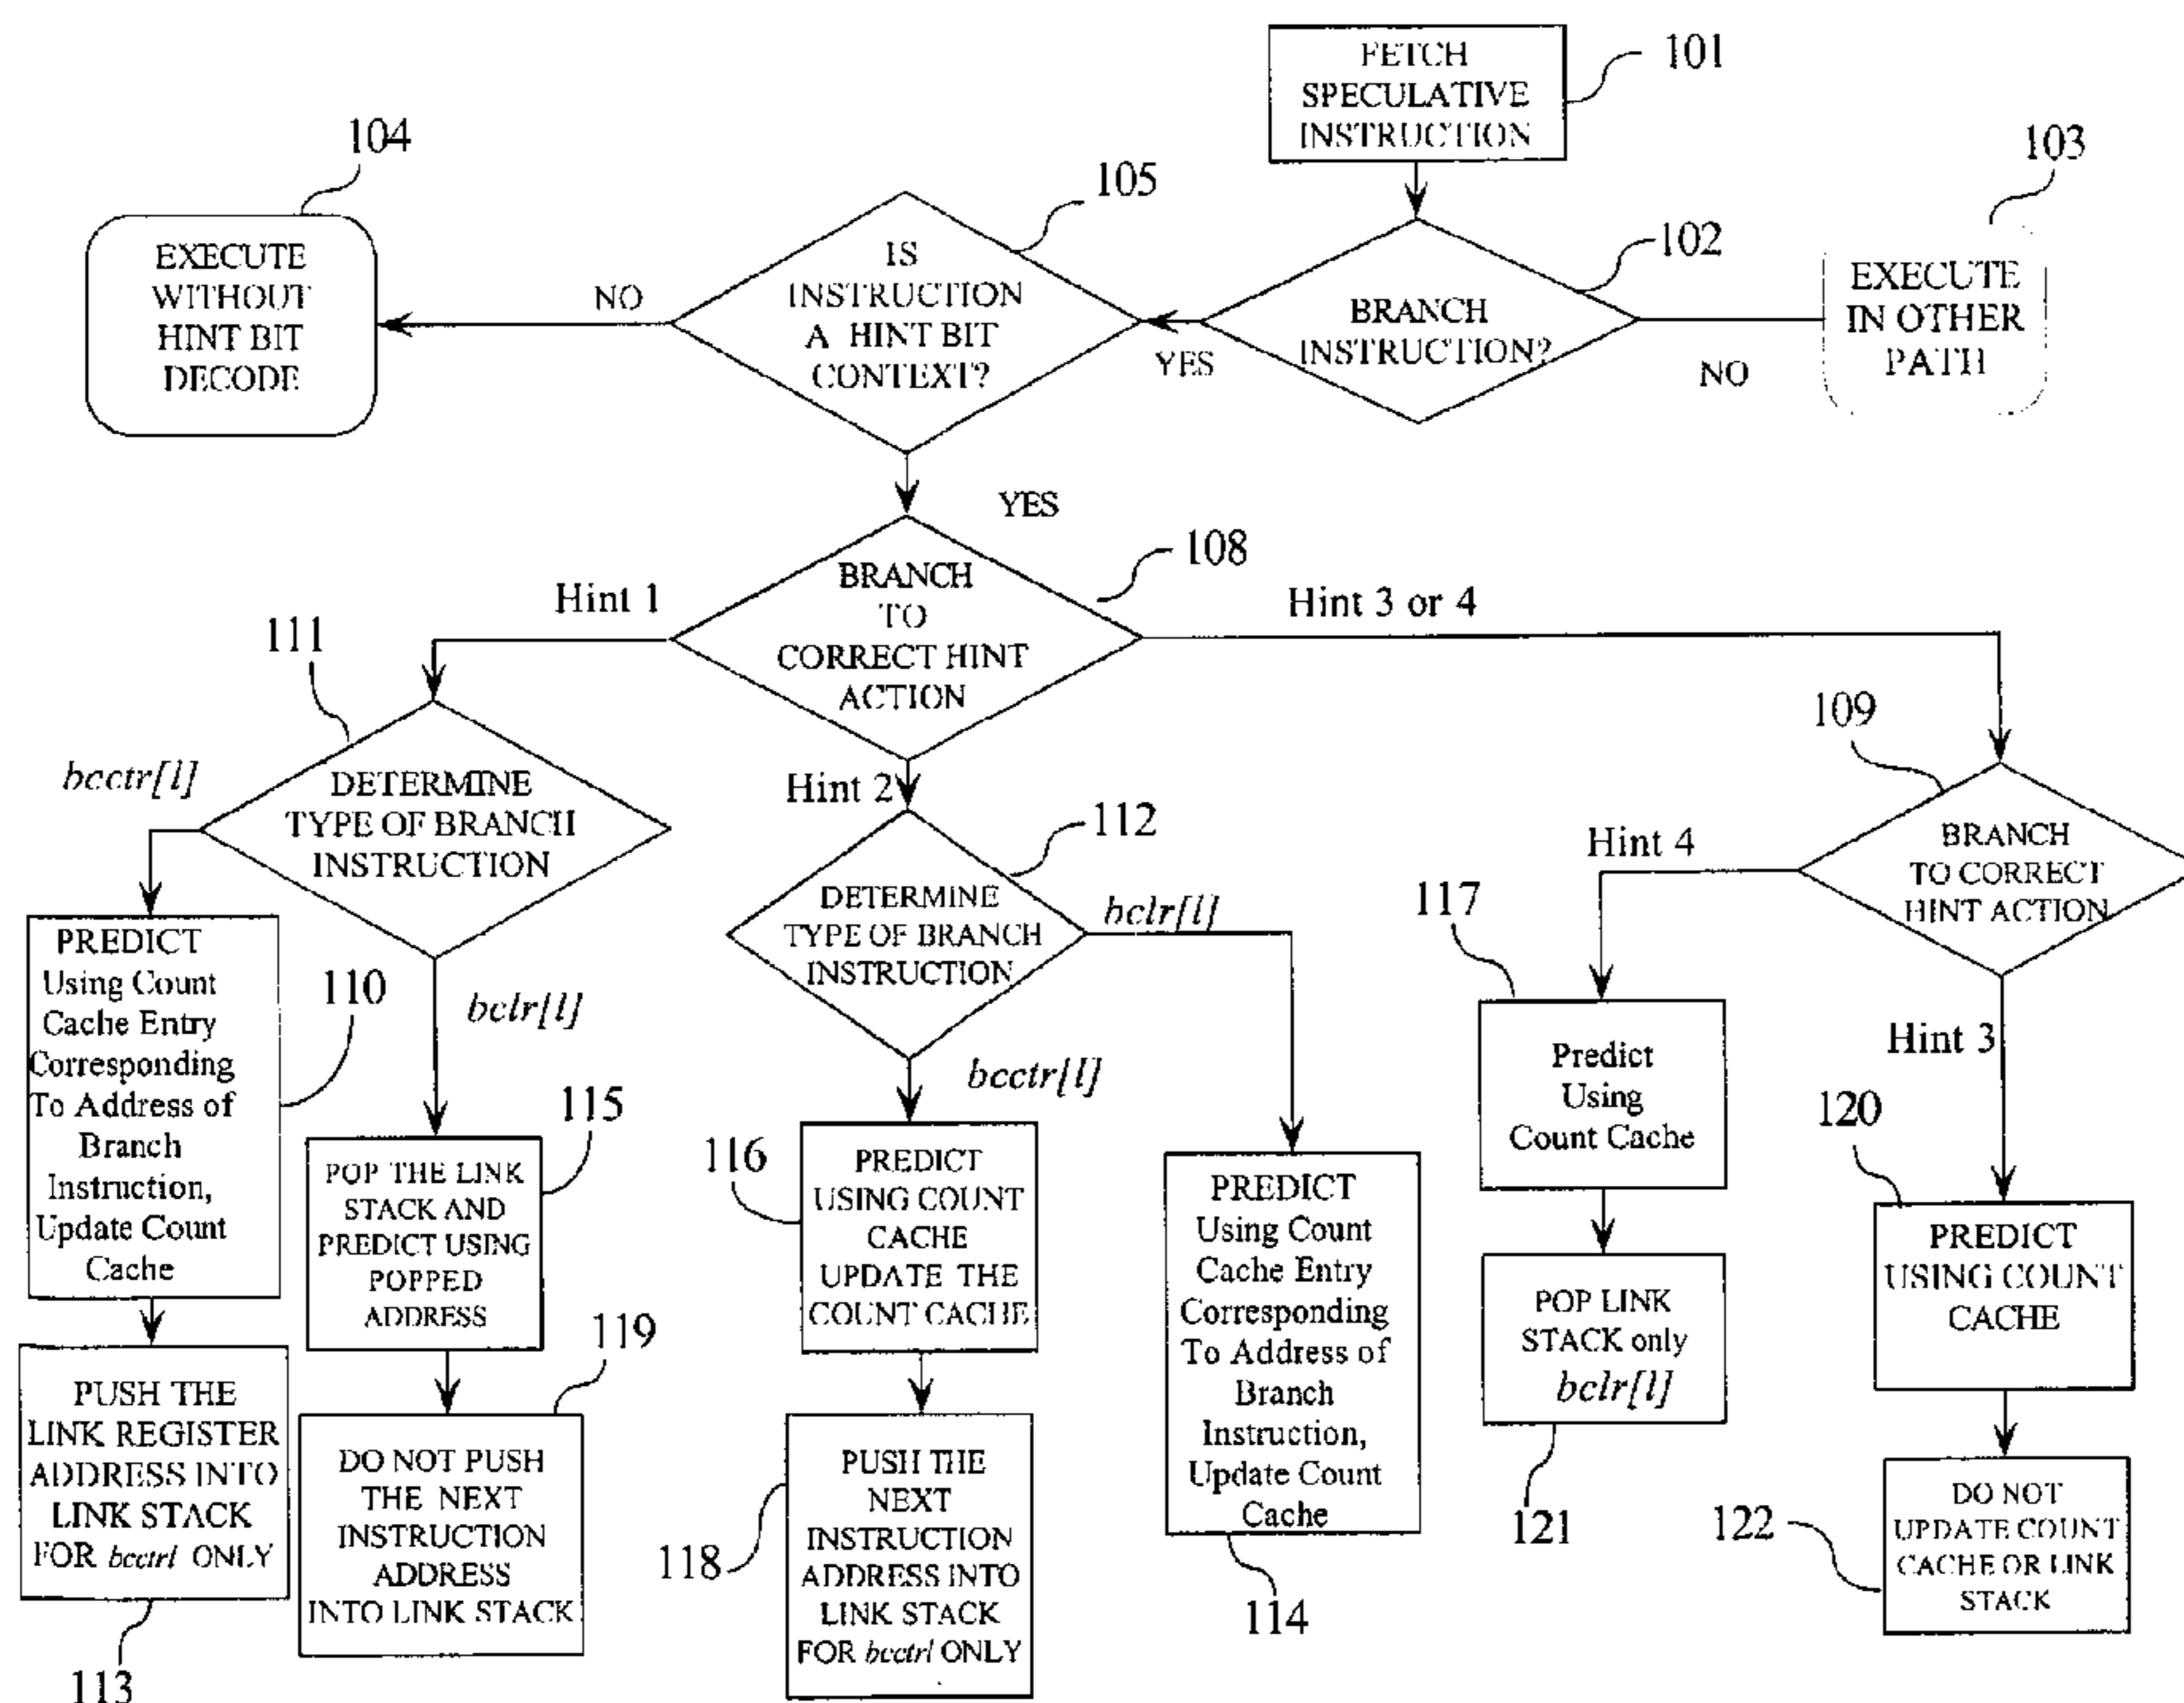 FETCH
SPECULATIVE
INSTRUCTION
101
104
103
105
102
EXECUTE
WITHOUT
HINT BIT
DECODE
NO
IS
INSTRUCTION
A HINT BIT
CONTEXT?
YES
BRANCH
INSTRUCTION?
NO
EXECUTE
IN OTHER
PATH
YES
108
BRANCH
TO
CORRECT HINT
ACTION
Hint 1
Hint 3 or 4
111
109
bcctr[l]
DETERMINE
TYPE OF BRANCH
INSTRUCTION
Hint 2
112
DETERMINE
TYPE OF BRANCH
INSTRUCTION
bclr[l]
Hint 4
BRANCH
TO CORRECT
HINT ACTION
117
PREDICT
Using Count
Cache Entry
Corresponding
To Address of
Branch
Instruction,
Update Count
Cache
110
bclr[l]
bcctr[l]
Predict
Using
Count Cache
Hint 3
115
POP THE LINK
STACK AND
PREDICT USING
POPPED
ADDRESS
116
PREDICT
USING COUNT
CACHE
UPDATE THE
COUNT CACHE
PREDICT
Using Count
Cache Entry
Corresponding
To Address of
Branch
Instruction,
Update Count
Cache
120
PREDICT
USING COUNT
CACHE
POP LINK
STACK only
bclr[l]
119
PUSH THE
LINK REGISTER
ADDRESS INTO
LINK STACK
FOR bcctrl ONLY
DO NOT PUSH
THE NEXT
INSTRUCTION
ADDRESS
INTO LINK STACK
118
PUSH THE
NEXT
INSTRUCTION
ADDRESS INTO
LINK STACK
FOR bcctrl ONLY
114
121
122
DO NOT
UPDATE COUNT
CACHE OR LINK
STACK
113